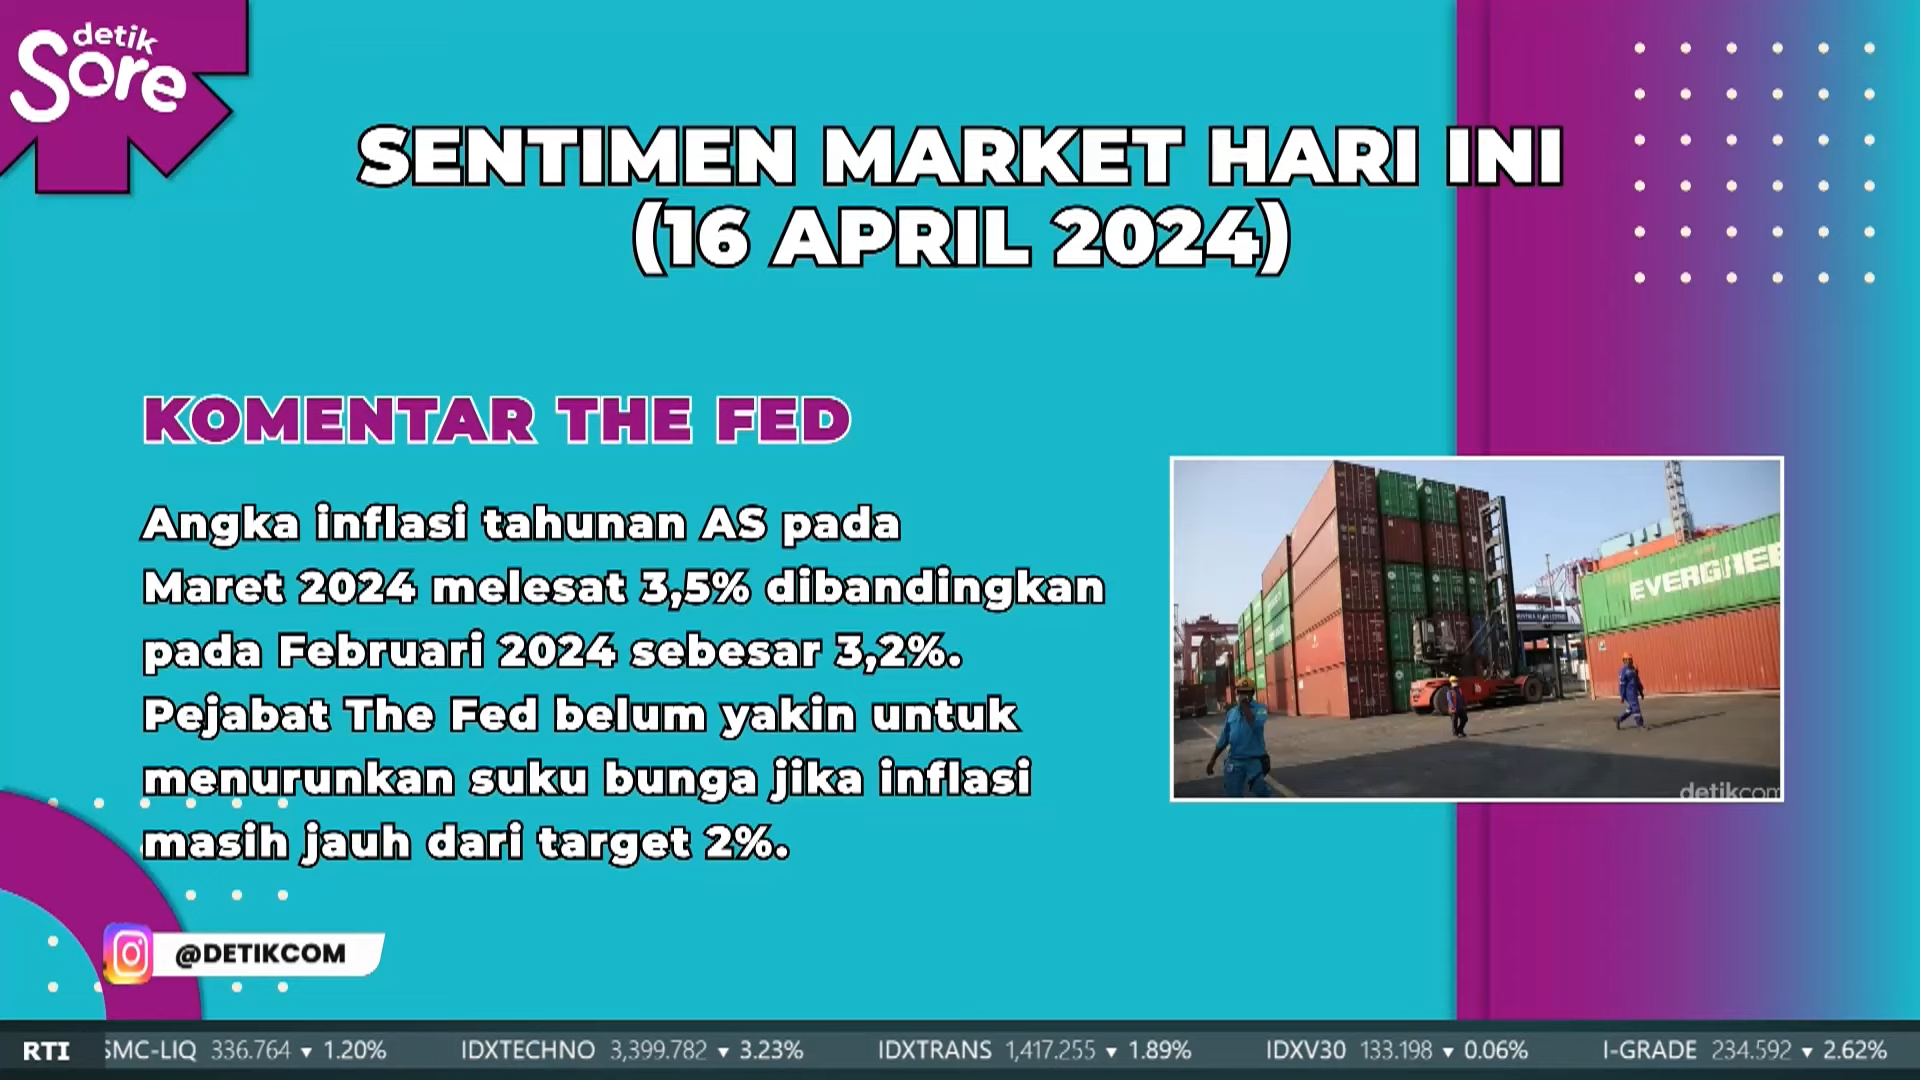 detik
Sore
SENTIMEN MARKET HARI INI
(16 APRIL 2024)
KOMENTAR THE FED
Angka inflasi tahunan AS pada
Maret 2024 melesat 3,5% dibandingkan
pada Februari 2024 sebesar 3,2%.
Pejabat The Fed belum yakin untuk
menurunkan suku bunga jika inflasi
masih jauh dari target 2%.
EVERGREE
detikcom
@DETIKCOM
RTI SMC-LIQ 336.764 ▼ 1.20% IDXTECHNO 3,399.782 ▼ 3.23% IDXTRANS 1,417.255 ▼ 1.89% IDXV30 133.198 ▼ 0.06% I-GRADE 234.592 ▼ 2.62%